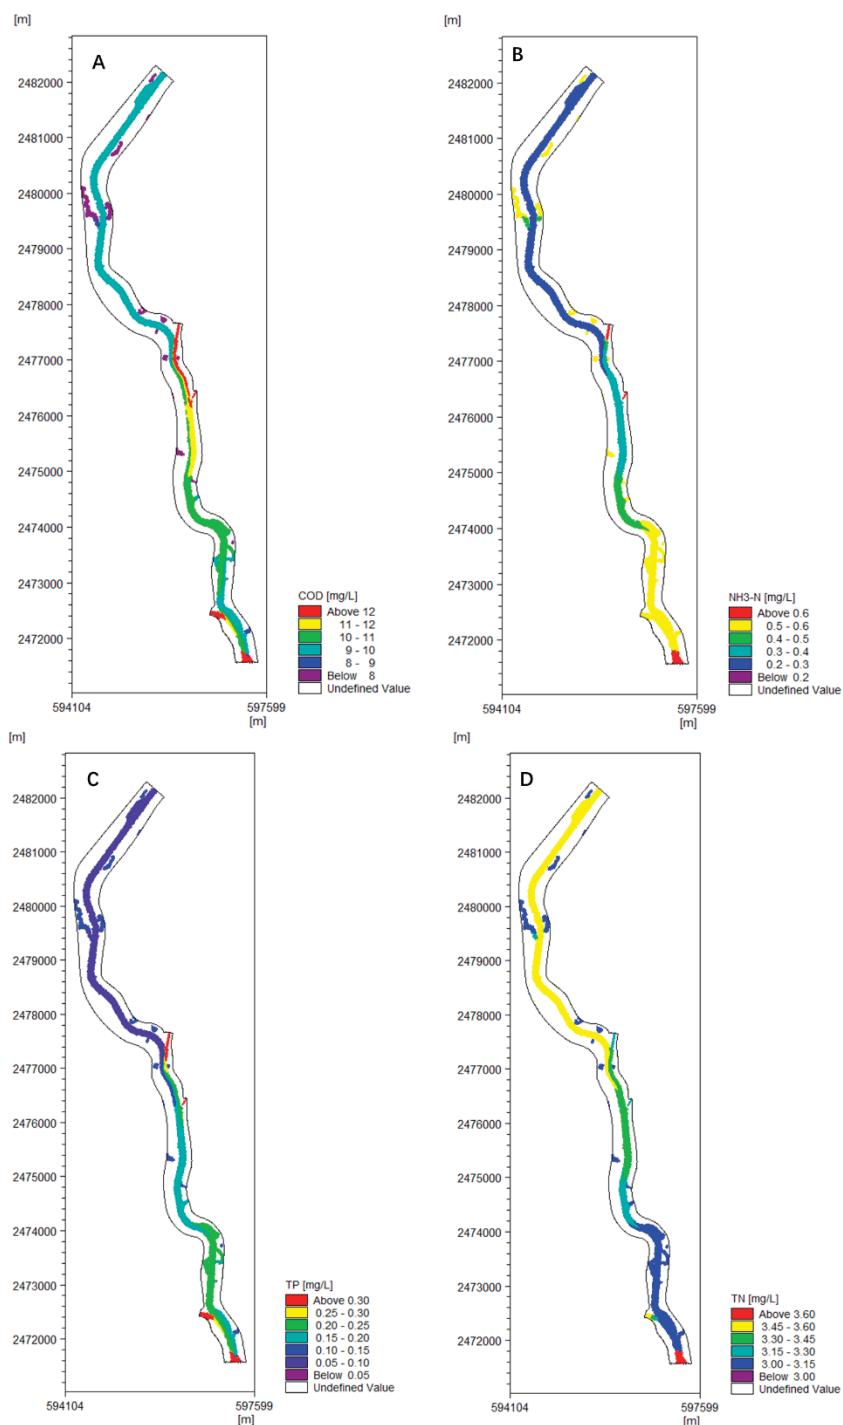 [m]
A
2482000
2481000
2480000
2479000
2478000
2477000
2476000
2475000
2474000
2473000
2472000
COD [mg/L]
Above 12
11 - 12
10 - 11
9 - 10
8 - 9
Below 8
Undefined Value
594104
597599
[m]
[m]
B
2482000
2481000
2480000
2479000
2478000
2477000
2476000
2475000
2474000
2473000
2472000
NH3-N [mg/L]
Above 0.6
0.5 - 0.6
0.4 - 0.5
0.3 - 0.4
0.2 - 0.3
Below 0.2
Undefined Value
594104
597599
[m]
[m]
C
2482000
2481000
2480000
2479000
2478000
2477000
2476000
2475000
2474000
2473000
2472000
TP [mg/L]
Above 0.30
0.25 - 0.30
0.20 - 0.25
0.15 - 0.20
0.10 - 0.15
0.05 - 0.10
Below 0.05
Undefined Value
594104
597599
[m]
[m]
D
2482000
2481000
2480000
2479000
2478000
2477000
2476000
2475000
2474000
2473000
2472000
TN [mg/L]
Above 3.60
3.45 - 3.60
3.30 - 3.45
3.15 - 3.30
3.00 - 3.15
Below 3.00
Undefined Value
594104
597599
[m]